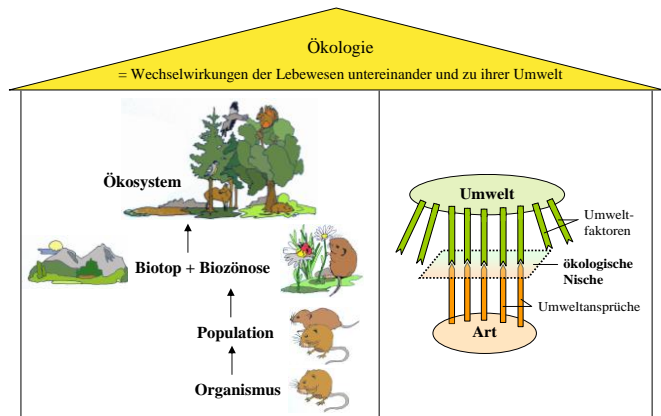 Ökologie
= Wechselwirkungen der Lebewesen untereinander und zu ihrer Umwelt
Ökosystem
Biotop + Biozönose
Population
Organismus
Umwelt
Umwelt-
faktoren
ökologische
Nische
Umweltansprüche
Art